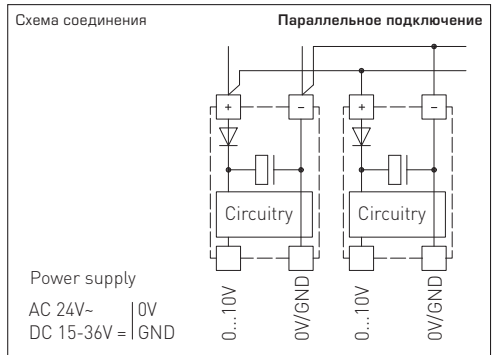 Схема соединения
Параллельное подключение
+ − + −
Circuitry Circuitry
Power supply
AC 24V~ 0V
DC 15-36V = GND
0...10V
0V/GND
0...10V
0V/GND